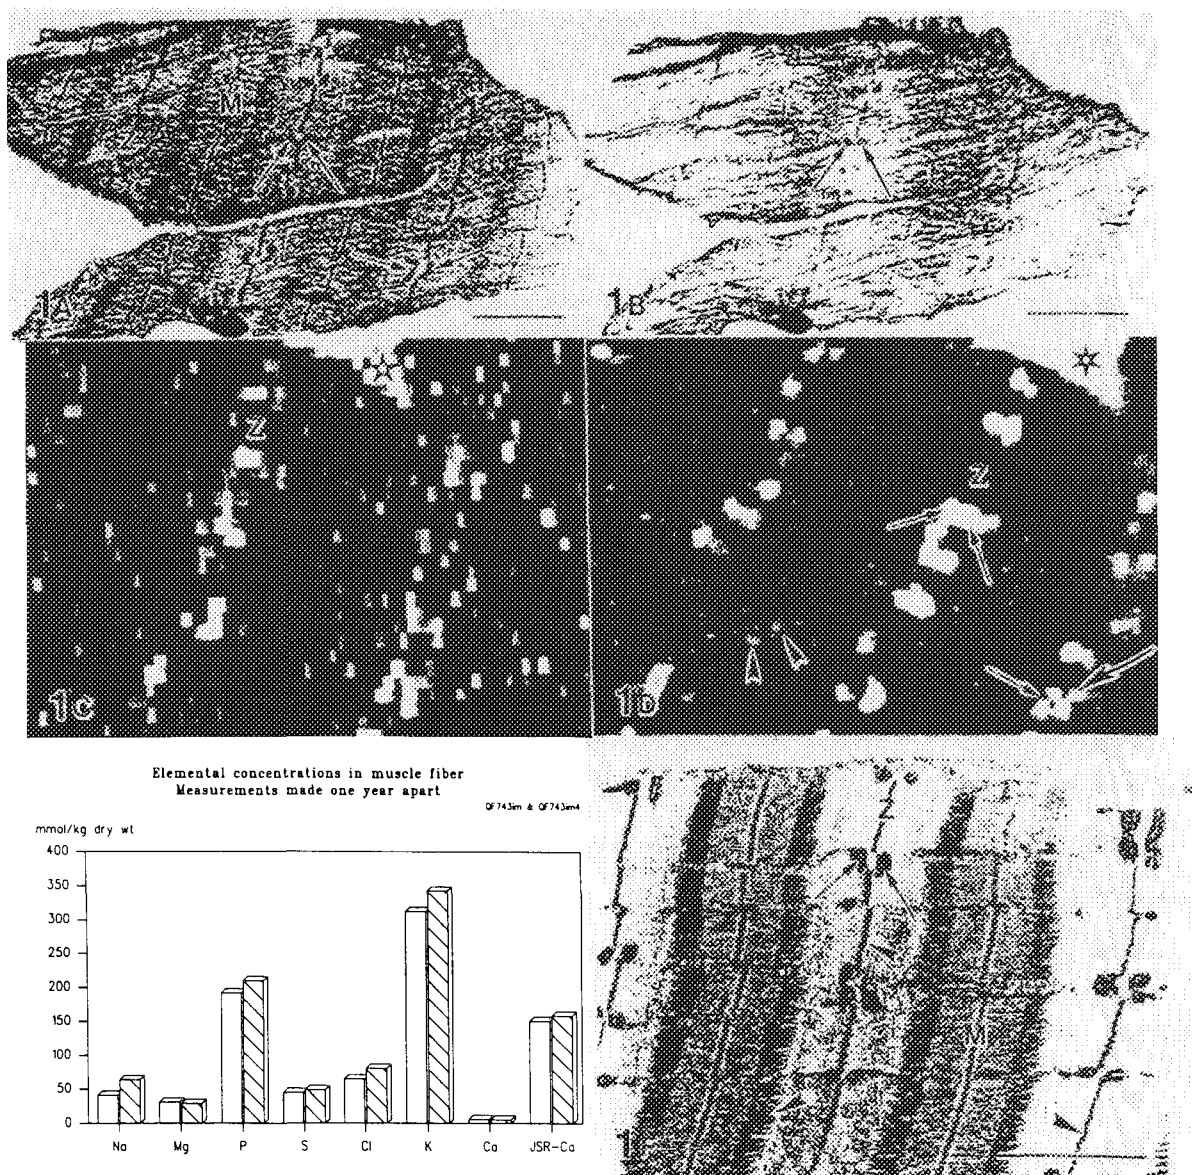 M
1A
1B
Z
1C
Z
1D
Elemental concentrations in muscle fiber
Measurements made one year apart
QF743im & QF743im4
mmol/kg dry wt
400
350
300
250
200
150
100
50
0
Na Mg P S Cl K Ca JSR-Ca
Z
M
1